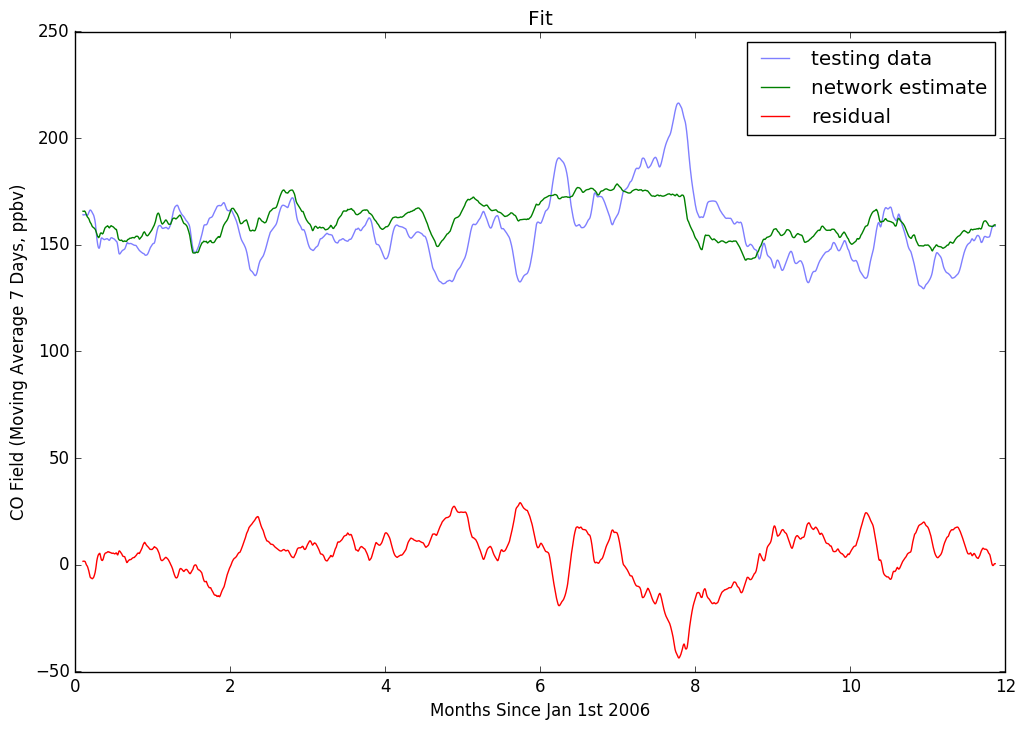 Fit
250
200
150
100
50
0
−50
0 2 4 6 8 10 12
CO Field (Moving Average 7 Days, ppbv)
Months Since Jan 1st 2006
testing data
network estimate
residual